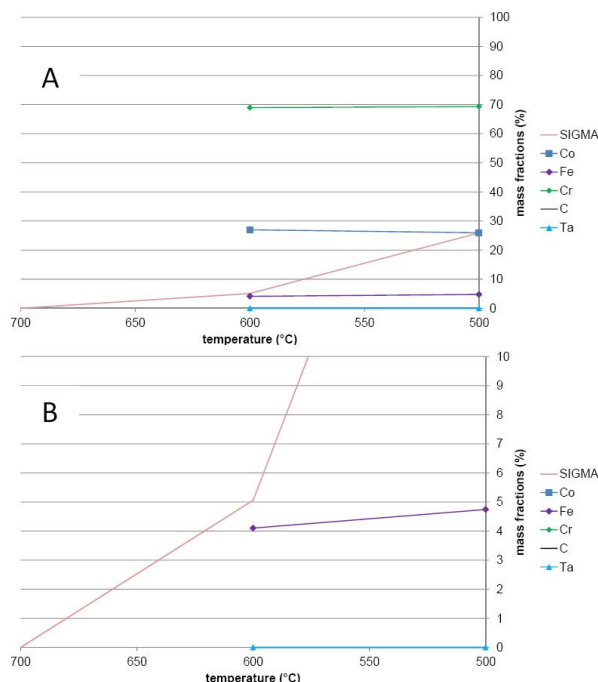 A
100
90
80
70
60
50
40
30
20
10
0
mass fractions (%)
700 650 600 550 500
temperature (°C)
SIGMA
Co
Fe
Cr
C
Ta
B
10
9
8
7
6
5
4
3
2
1
0
mass fractions (%)
700 650 600 550 500
temperature (°C)
SIGMA
Co
Fe
Cr
C
Ta